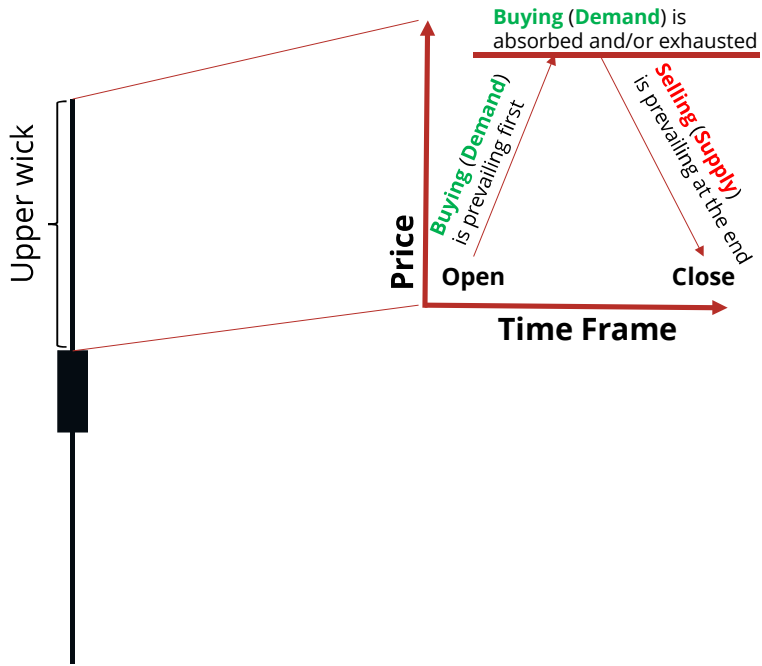 Buying (Demand) is
absorbed and/or exhausted
Upper wick
Buying (Demand)
is prevailing first
Selling (Supply)
is prevailing at the end
Price
Open
Close
Time Frame